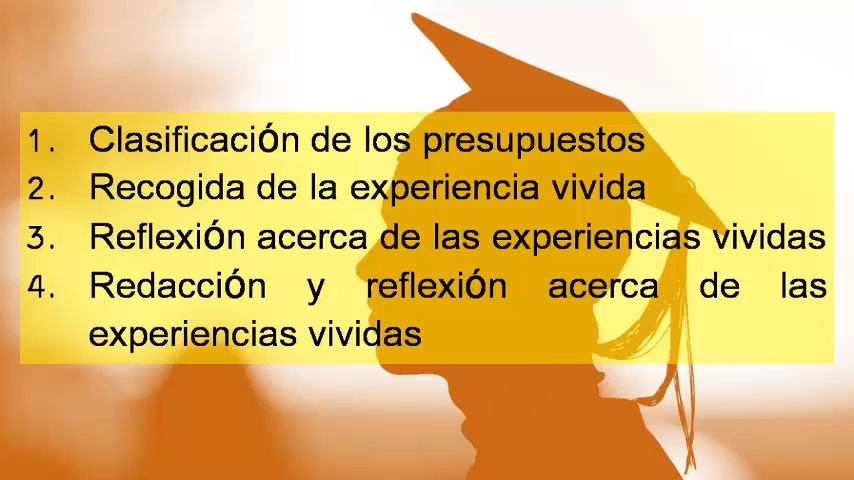 1. Clasificación de los presupuestos
2. Recogida de la experiencia vivida
3. Reflexión acerca de las experiencias vividas
4. Redacción y reflexión acerca de las
experiencias vividas